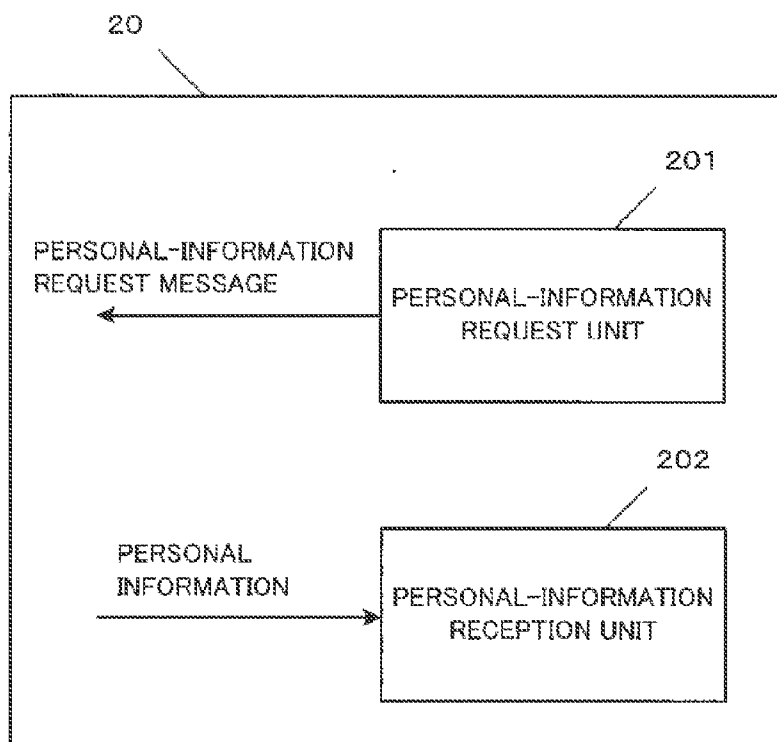 20
201
PERSONAL-INFORMATION
REQUEST MESSAGE
PERSONAL-INFORMATION
REQUEST UNIT
202
PERSONAL
INFORMATION
PERSONAL-INFORMATION
RECEPTION UNIT